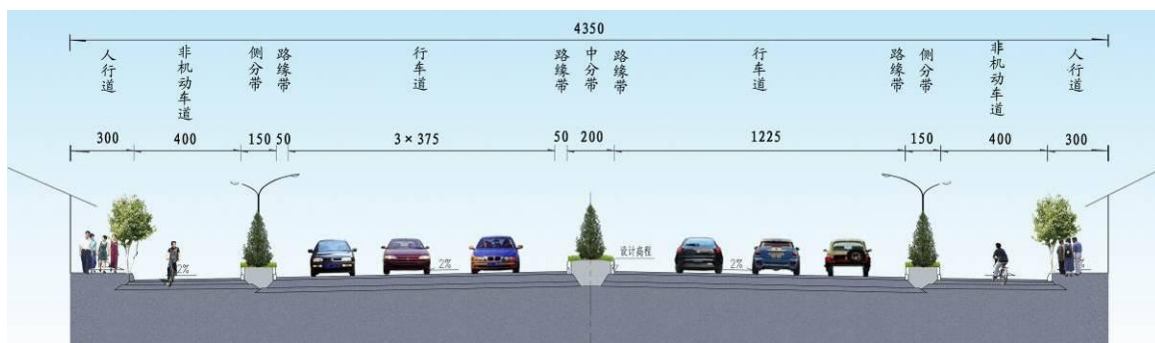 4350
人行道
非机动车道
侧分带
路缘带
行车道
路缘带
中分带
路缘带
行车道
路缘带
侧分带
非机动车道
人行道
300
400
150
50
3×375
50
200
1225
150
400
300
设计高程
2%
2%
2%
2%